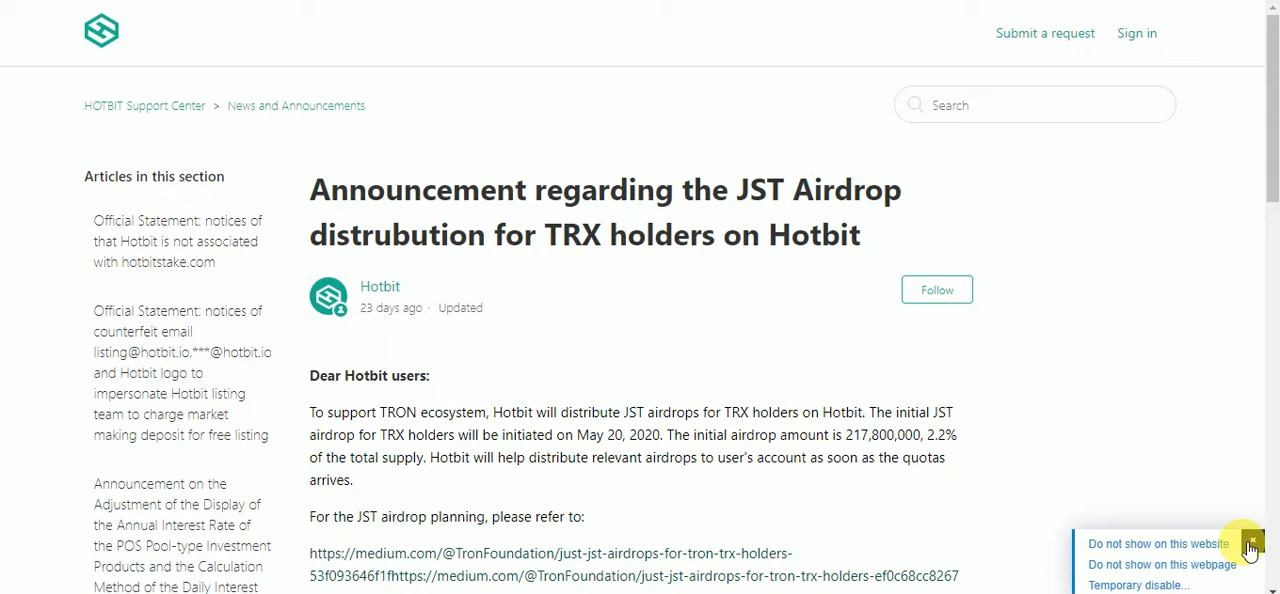 Submit a request
Sign in
HOTBIT Support Center > News and Announcements
Search
Articles in this section
Official Statement: notices of
that Hotbit is not associated
with hotbitstake.com
Official Statement: notices of
counterfeit email
listing@hotbit.io,***@hotbit.io
and Hotbit logo to
impersonate Hotbit listing
team to charge market
making deposit for free listing
Announcement on the
Adjustment of the Display of
the Annual Interest Rate of
the POS Pool-type Investment
Products and the Calculation
Method of the Daily Interest
Announcement regarding the JST Airdrop
distrubution for TRX holders on Hotbit
Hotbit
23 days ago · Updated
Follow
Dear Hotbit users:
To support TRON ecosystem, Hotbit will distribute JST airdrops for TRX holders on Hotbit. The initial JST
airdrop for TRX holders will be initiated on May 20, 2020. The initial airdrop amount is 217,800,000, 2.2%
of the total supply. Hotbit will help distribute relevant airdrops to user's account as soon as the quotas
arrives.
For the JST airdrop planning, please refer to:
https://medium.com/@TronFoundation/just-jst-airdrops-for-tron-trx-holders-
53f093646f1fhttps://medium.com/@TronFoundation/just-jst-airdrops-for-tron-trx-holders-ef0c68cc8267
Do not show on this website
Do not show on this webpage
Temporary disable...